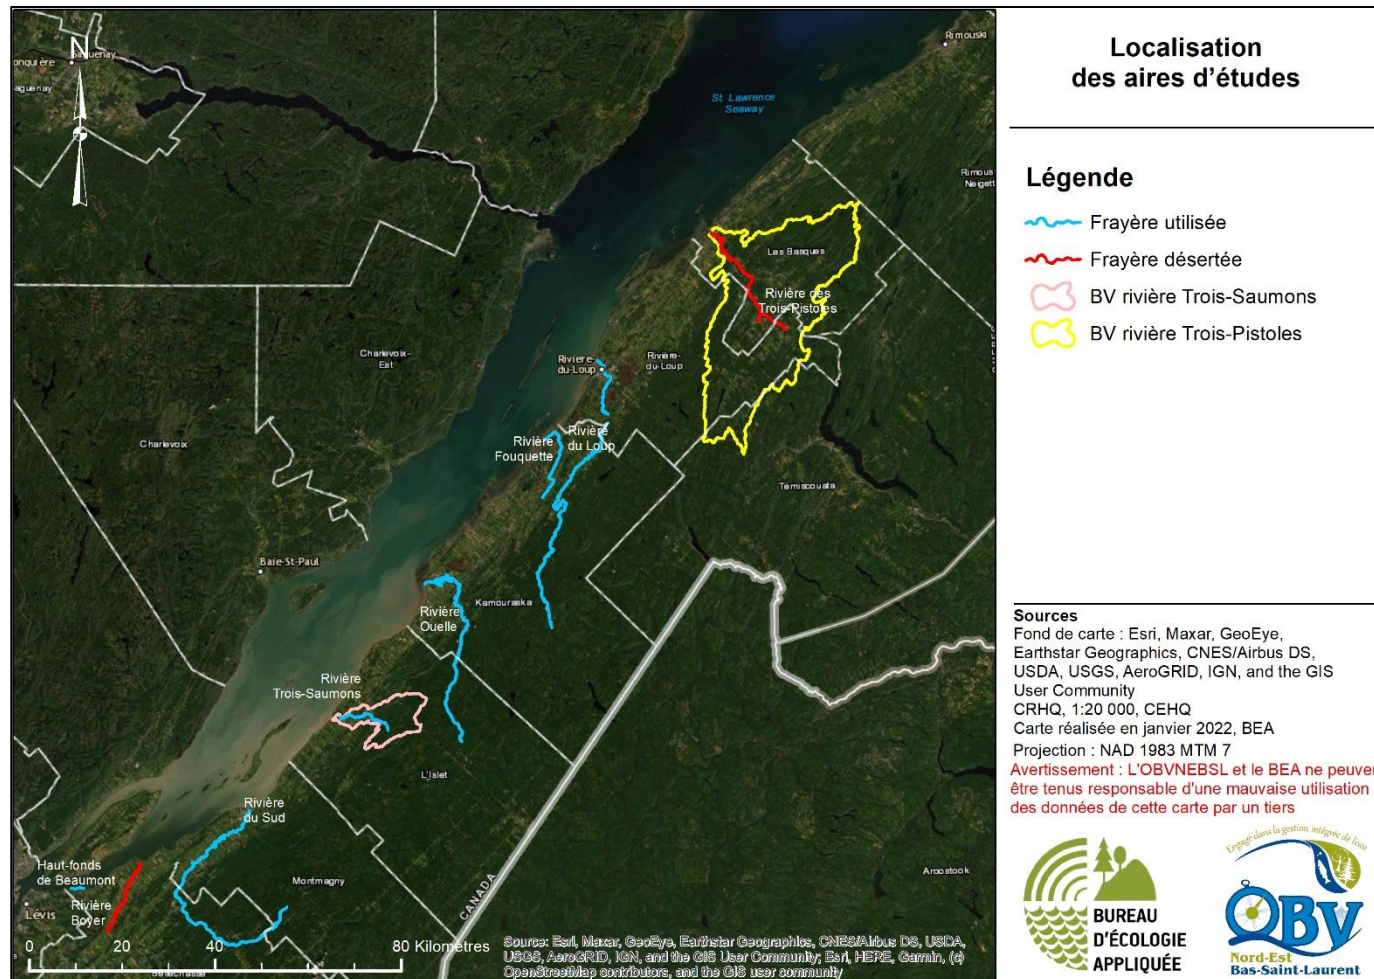 Localisation
des aires d'études
Légende
Frayère utilisée
Frayère désertée
BV rivière Trois-Saumons
BV rivière Trois-Pistoles
N
Saguenay
onquière
aguenay
Rimouski
St. Lawrence
Seaway
Rimous
Neigett
Les Basques
Rivière des
Trois-Pistoles
Charlevoix-
Est
Rivière-
du-Loup
Rivière-
du-Loup
Charlevoix
Rivière
Fouquette
Rivière
du Loup
Témiscouata
Baie-St-Paul
Kamouraska
Rivière
Ouelle
Rivière
Trois-Saumons
L'Islet
Rivière
du Sud
Haut-fonds
de Beaumont
Rivière
Boyer
Lévis
Montmagny
CANADA
Aroostook
0 20 40 80 Kilomètres
Source: Esri, Maxar, GeoEye, Earthstar Geographics, CNES/Airbus DS, USDA,
USGS, AeroGRID, IGN, and the GIS User Community; Esri, HERE, Garmin, (c)
OpenStreetMap contributors, and the GIS user community
Sources
Fond de carte : Esri, Maxar, GeoEye,
Earthstar Geographics, CNES/Airbus DS,
USDA, USGS, AeroGRID, IGN, and the GIS
User Community
CRHQ, 1:20 000, CEHQ
Carte réalisée en janvier 2022, BEA
Projection : NAD 1983 MTM 7
Avertissement : L'OBVNEBSL et le BEA ne peuven
être tenus responsable d'une mauvaise utilisation
des données de cette carte par un tiers
BUREAU
D'ÉCOLOGIE
APPLIQUÉE
Engagé dans la gestion intégrée de l'eau
OBV
Nord-Est
Bas-Saint-Laurent